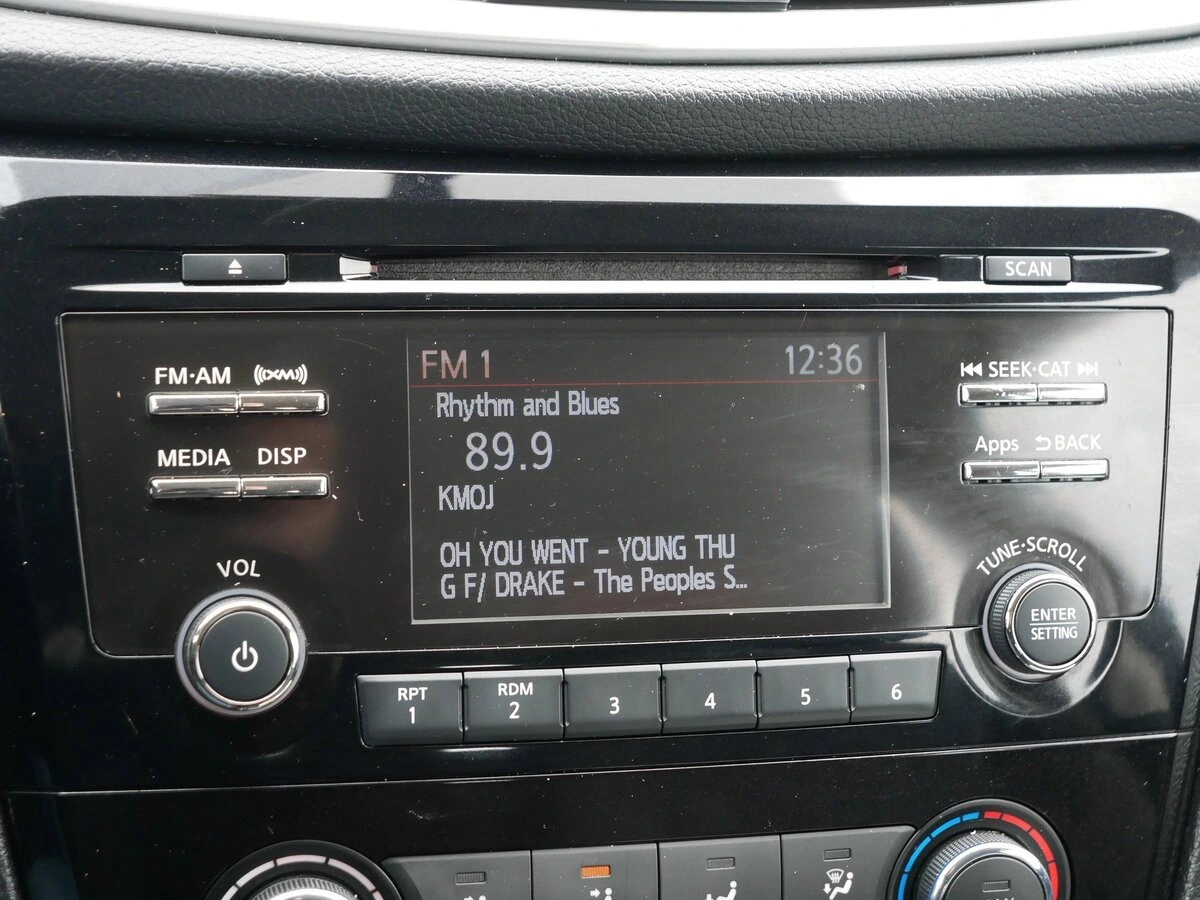 SCAN
FM·AM
((XM))
FM 1
12:36
SEEK·CAT
Rhythm and Blues
89.9
MEDIA
DISP
Apps
BACK
KMOJ
OH YOU WENT - YOUNG THU
G F/ DRAKE - The Peoples S...
VOL
TUNE·SCROLL
ENTER
SETTING
RPT
1
RDM
2
3
4
5
6